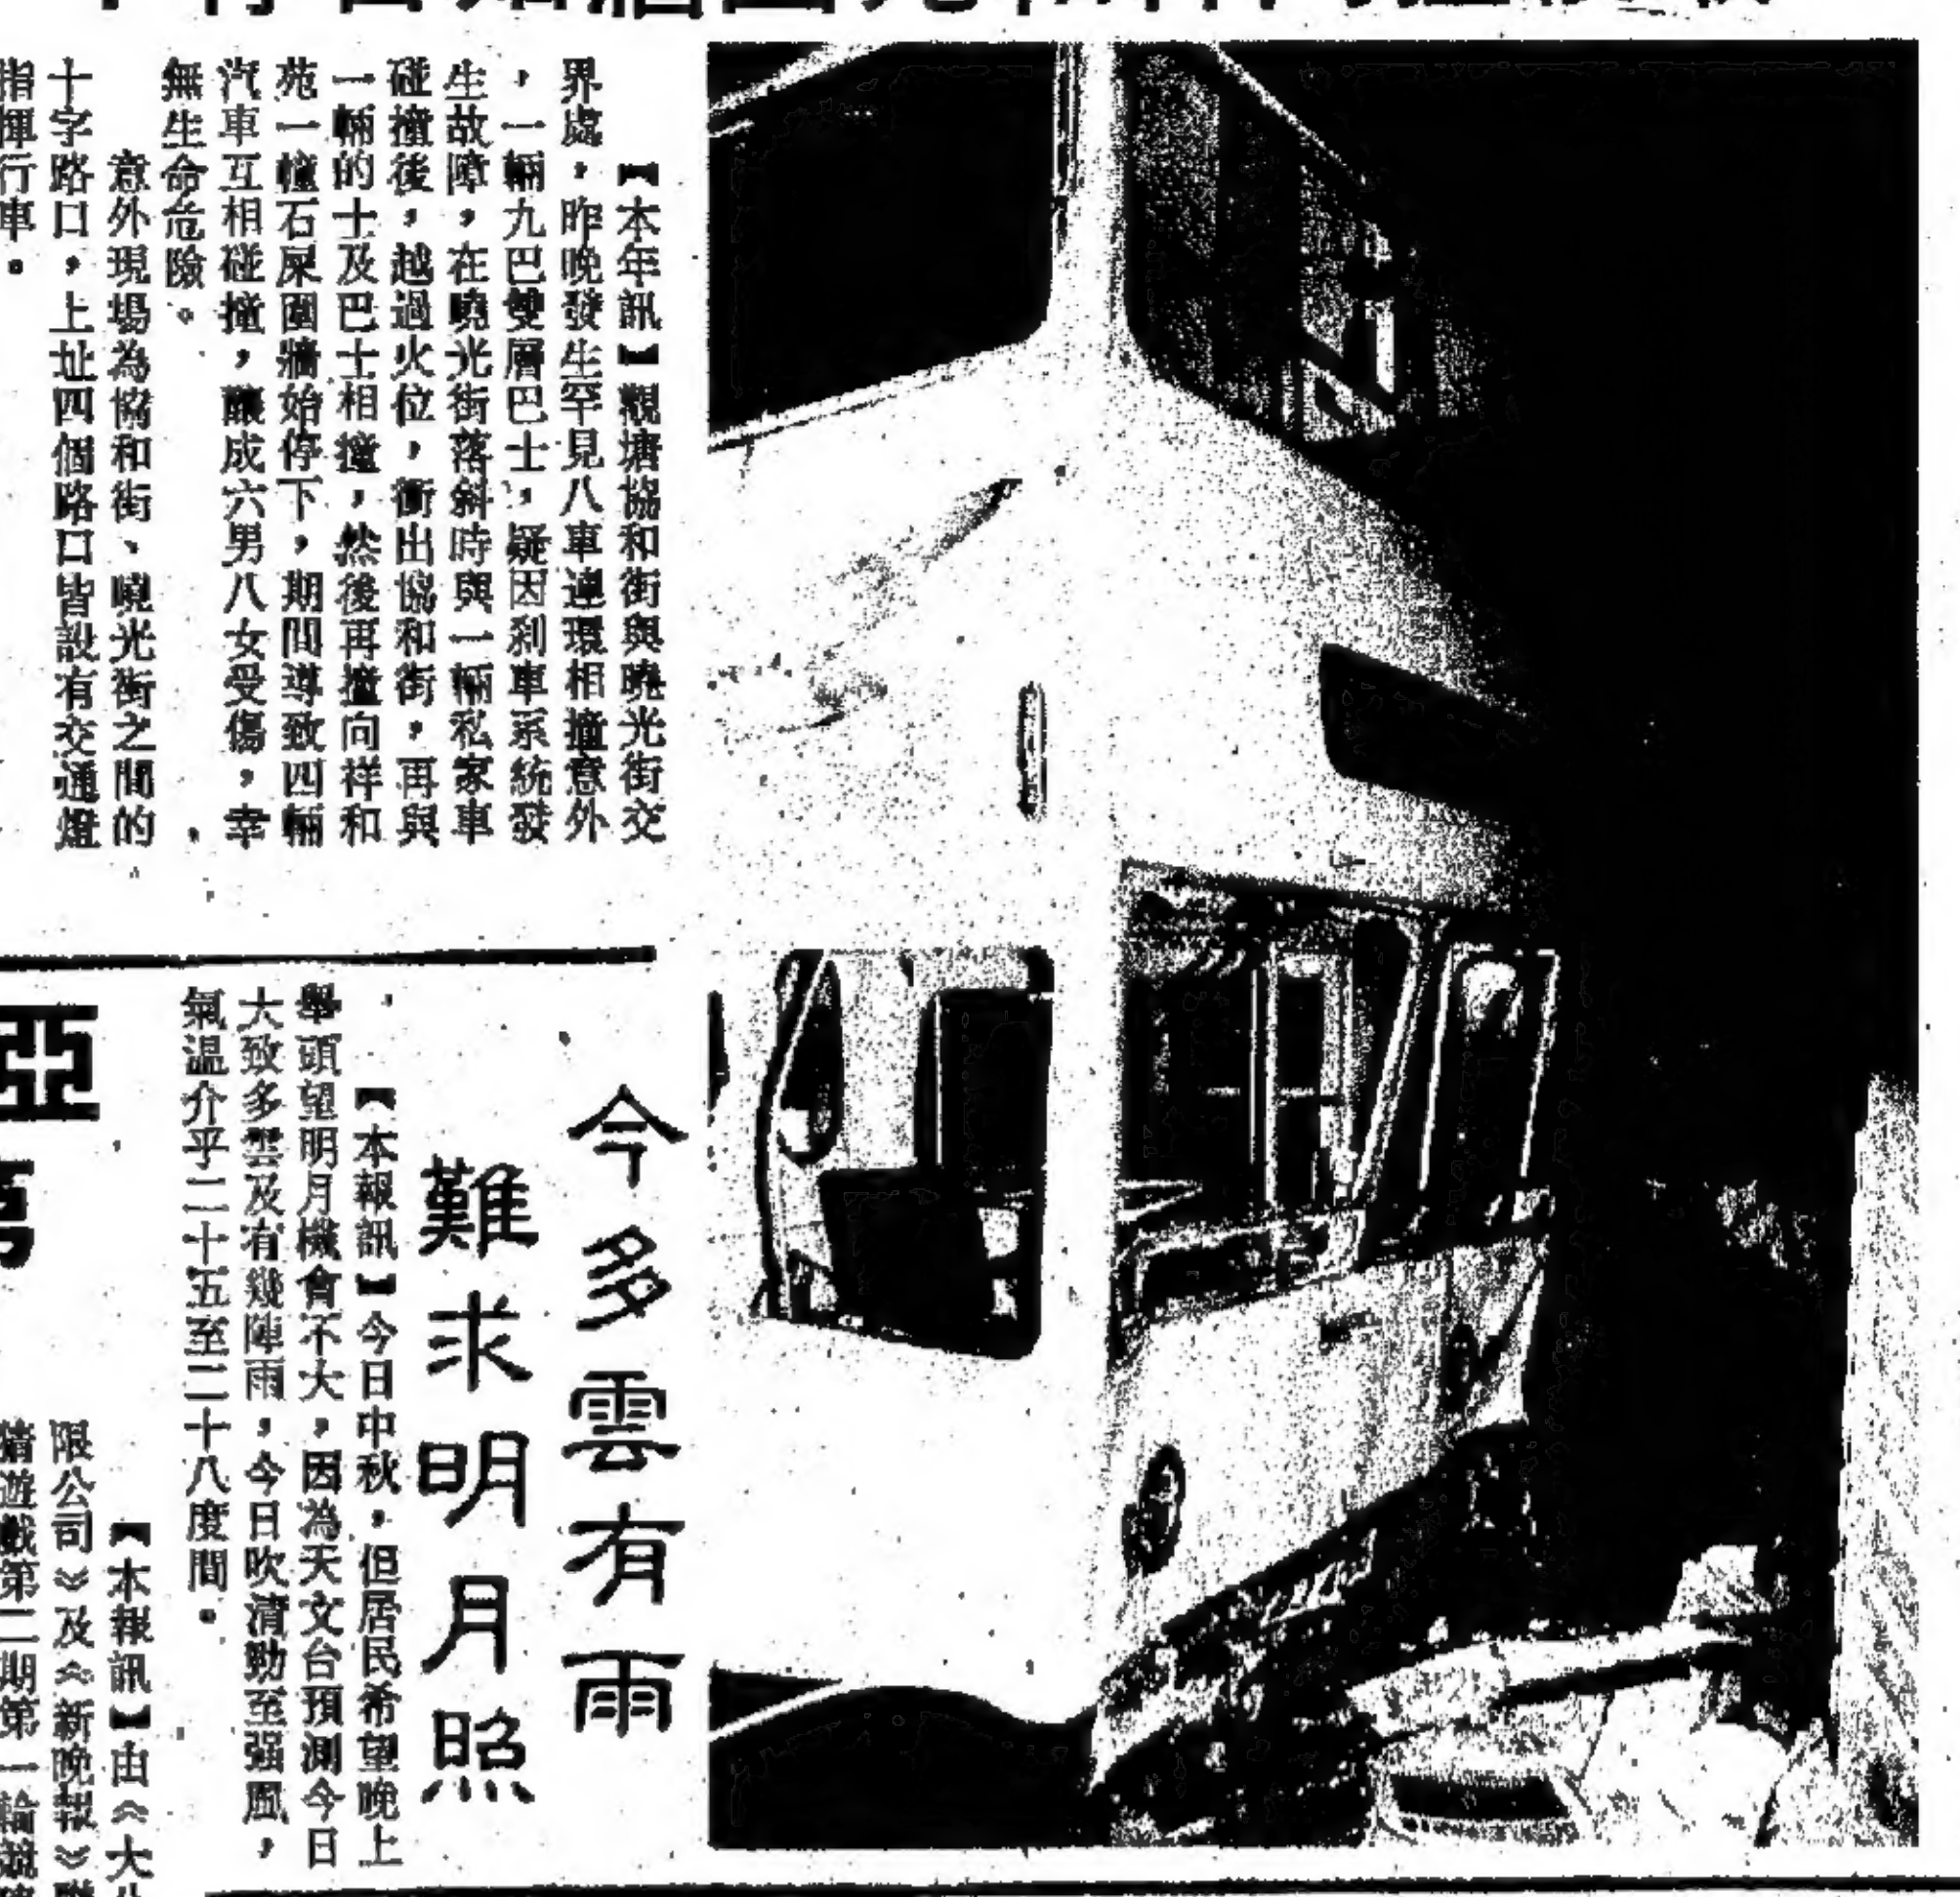 【本年訊】觀塘協和街與曉光街交
界處，昨晚發生罕見八車連環相撞意外
，一輛九巴雙層巴士，疑因刹車系統發
生故障，在曉光街落斜時與一輛私家車
碰撞後，越過火位，衝出協和街，再與
一輛的士及巴士相撞，然後再撞向祥和
苑一幢石屎圍牆始停下，期間導致四輛
汽車互相碰撞，釀成六男八女受傷，幸
無生命危險。
意外現場為協和街、曉光街之間的
十字路口，上址四個路口皆設有交通燈
指揮行車。
今多雲有雨
難求明月照
【本報訊】今日中秋，但居民希望晚上
舉頭望明月機會不大，因為天文台預測今日
大致多雲及有幾陣雨，今日吹清勁至强風，
氣温介乎二十五至二十八度間。
亞
【本報訊】由《大公
限公司》及《新晚報》聯
猜遊戲第二期第一輪競猜